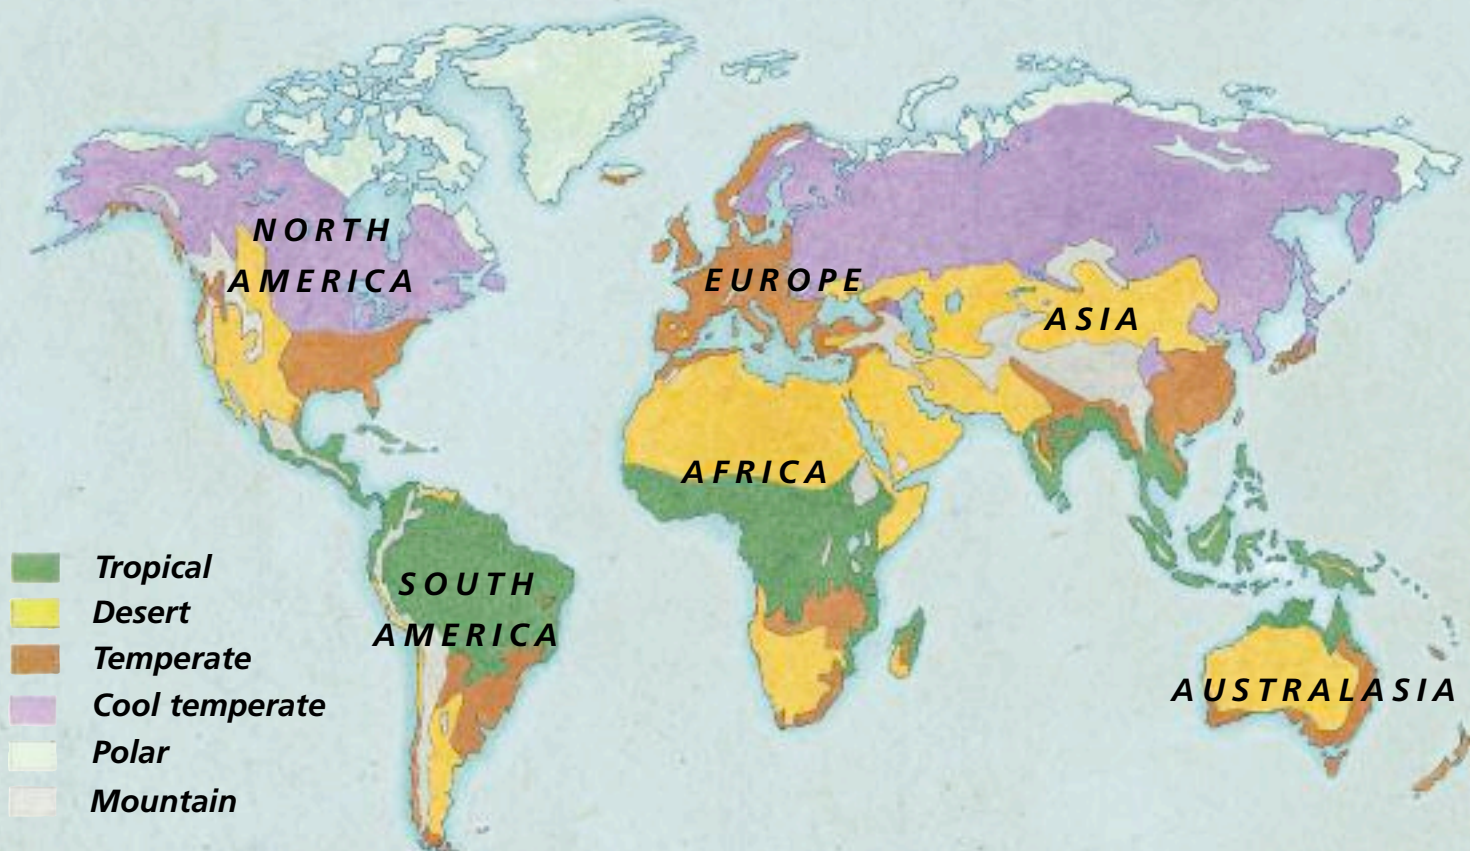 NORTH
AMERICA
EUROPE
ASIA
AFRICA
SOUTH
AMERICA
AUSTRALASIA
Tropical
Desert
Temperate
Cool temperate
Polar
Mountain